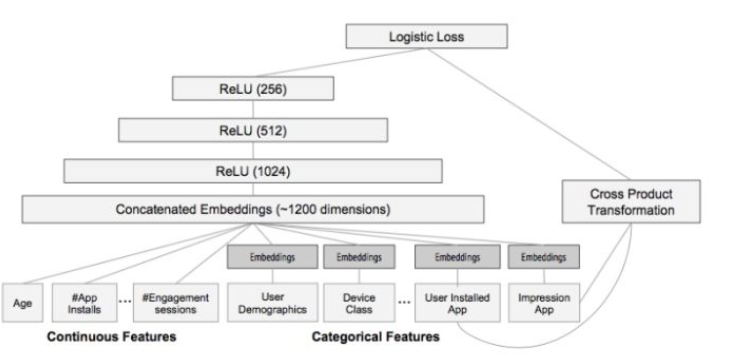 Logistic Loss
ReLU (256)
ReLU (512)
ReLU (1024)
Concatenated Embeddings (~1200 dimensions)
Cross Product
Transformation
Embeddings
Embeddings
Embeddings
Embeddings
Age
#App
Installs
...
#Engagement
sessions
User
Demographics
Device
Class
...
User Installed
App
Impression
App
Continuous Features
Categorical Features